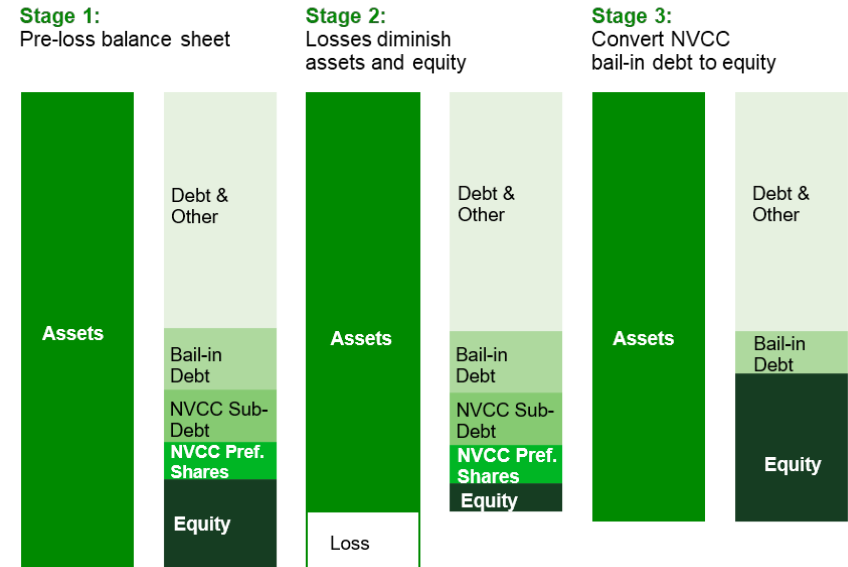 Stage 1:
Pre-loss balance sheet
Debt &
Other
Assets
Bail-in
Debt
NVCC Sub-
Debt
NVCC Pref.
Shares
Equity
Stage 2:
Losses diminish
assets and equity
Debt &
Other
Assets
Bail-in
Debt
NVCC Sub-
Debt
NVCC Pref.
Shares
Equity
Loss
Stage 3:
Convert NVCC
bail-in debt to equity
Debt &
Other
Assets
Bail-in
Debt
Equity